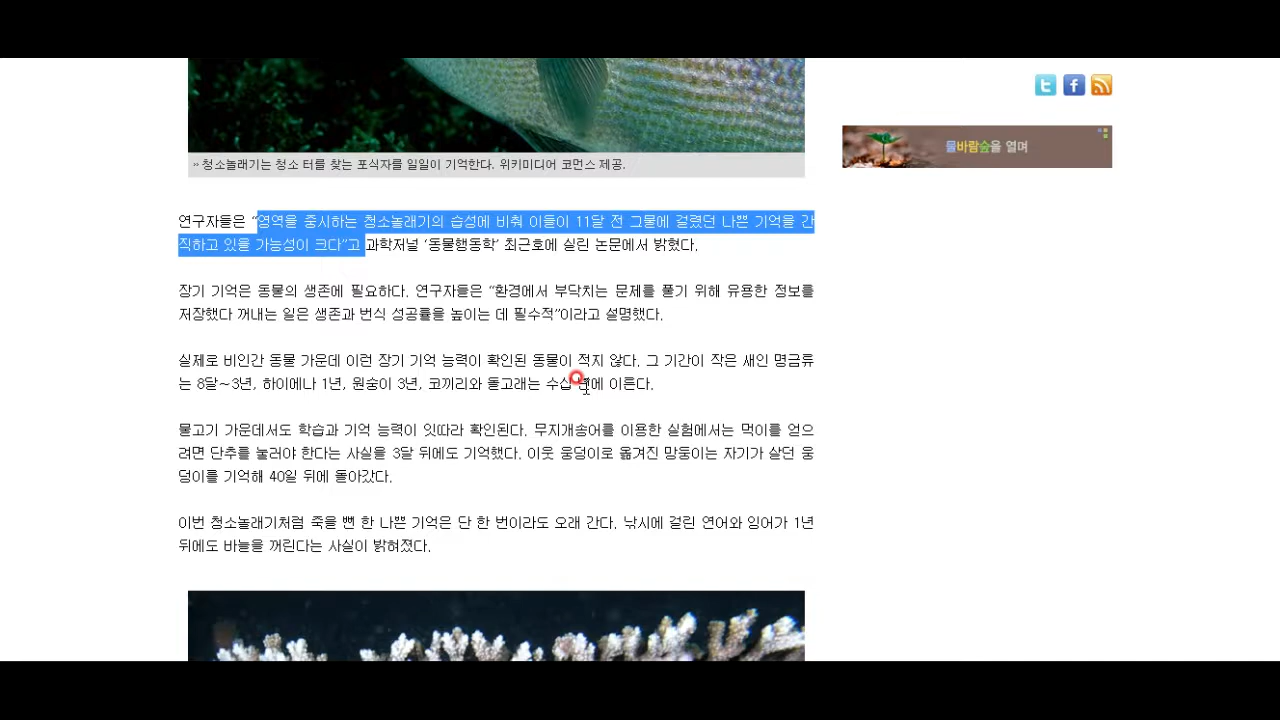 » 청소놀래기는 청소 터를 찾는 포식자를 일일이 기억한다. 위키미디어 코먼스 제공.
물바람숲을 열며
연구자들은 “영역을 중시하는 청소놀래기의 습성에 비춰 이들이 11달 전 그물에 걸렸던 나쁜 기억을 간
직하고 있을 가능성이 크다”고 과학저널 ‘동물행동학’ 최근호에 실린 논문에서 밝혔다.
장기 기억은 동물의 생존에 필요하다. 연구자들은 “환경에서 부닥치는 문제를 풀기 위해 유용한 정보를
저장했다 꺼내는 일은 생존과 번식 성공률을 높이는 데 필수적”이라고 설명했다.
실제로 비인간 동물 가운데 이런 장기 기억 능력이 확인된 동물이 적지 않다. 그 기간이 작은 새인 명금류
는 8달~3년, 하이에나 1년, 원숭이 3년, 코끼리와 돌고래는 수십 년에 이른다.
물고기 가운데서도 학습과 기억 능력이 잇따라 확인된다. 무지개송어를 이용한 실험에서는 먹이를 얻으
려면 단추를 눌러야 한다는 사실을 3달 뒤에도 기억했다. 이웃 웅덩이로 옮겨진 망둥이는 자기가 살던 웅
덩이를 기억해 40일 뒤에 돌아갔다.
이번 청소놀래기처럼 죽을 뻔 한 나쁜 기억은 단 한 번이라도 오래 간다. 낚시에 걸린 연어와 잉어가 1년
뒤에도 바늘을 꺼린다는 사실이 밝혀졌다.